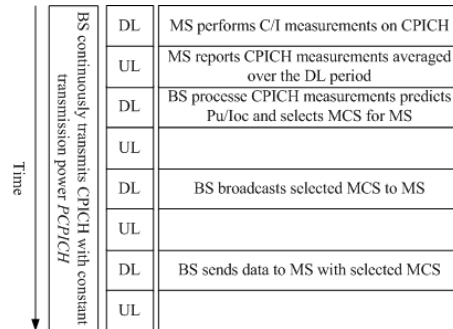 Time
BS continuously transmits CPICH with constant
transmission power PCPICH
DL
MS performs C/I measurements on CPICH
UL
MS reports CPICH measurements averaged
over the DL period
DL
BS processe CPICH measurements predicts
Pu/Ioc and selects MCS for MS
UL
DL
BS broadcasts selected MCS to MS
UL
DL
BS sends data to MS with selected MCS
UL